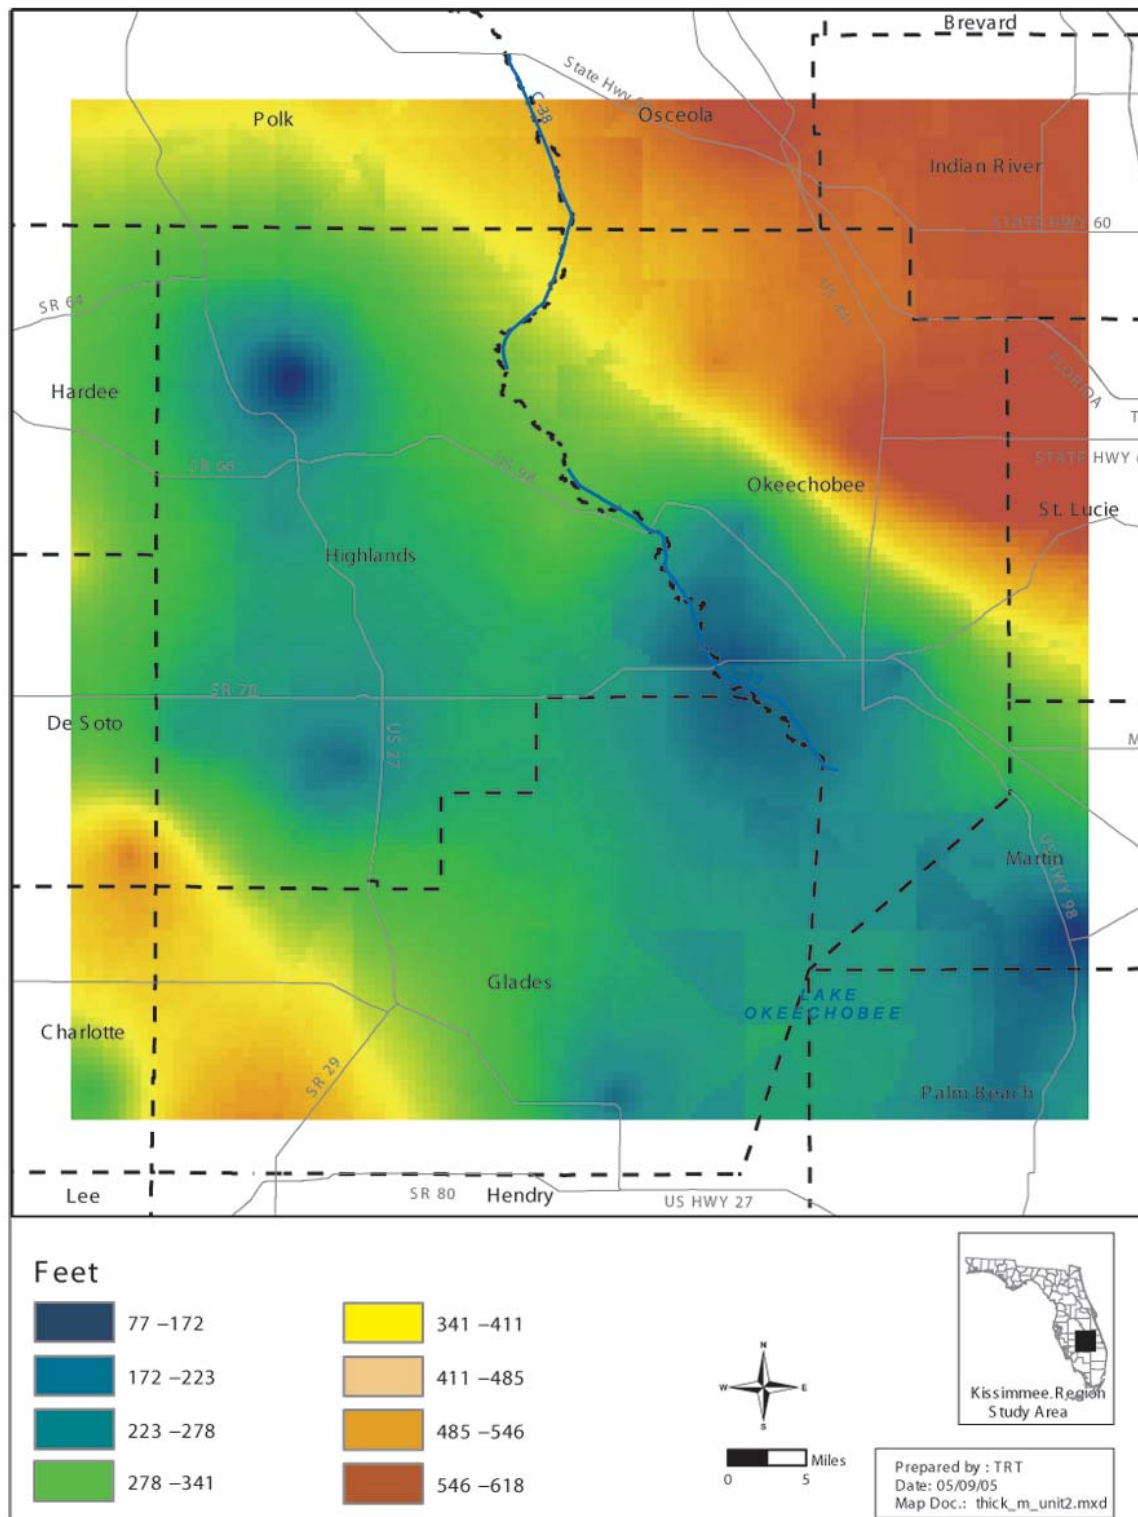 Brevard
State Hwy
C-38
Polk
Osceola
Indian River
STATE HWY 60
SR 64
US 441
FLORIDA
Hardee
T
SR 66
US 98
STATE HWY
Okeechobee
St. Lucie
Highlands
SR 70
De Soto
US 27
M
Martin
US HWY 98
Glades
LAKE
OKEECHOBEE
Charlotte
SR 29
Palm Beach
Lee
SR 80
Hendry
US HWY 27
Feet
77 –172
172 –223
223 –278
278 –341
341 –411
411 –485
485 –546
546 –618
N
W
E
S
0
5
Miles
Kissimmee.Region
Study Area
Prepared by : TRT
Date: 05/09/05
Map Doc.: thick_m_unit2.mxd